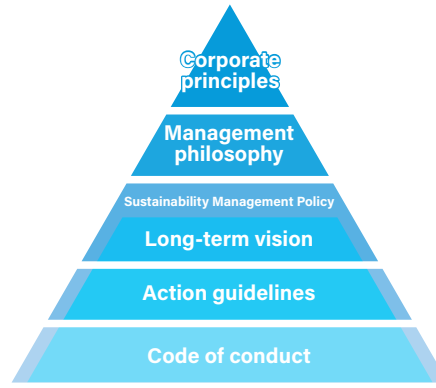 Corporate
principles
Management
philosophy
Sustainability Management Policy
Long-term vision
Action guidelines
Code of conduct